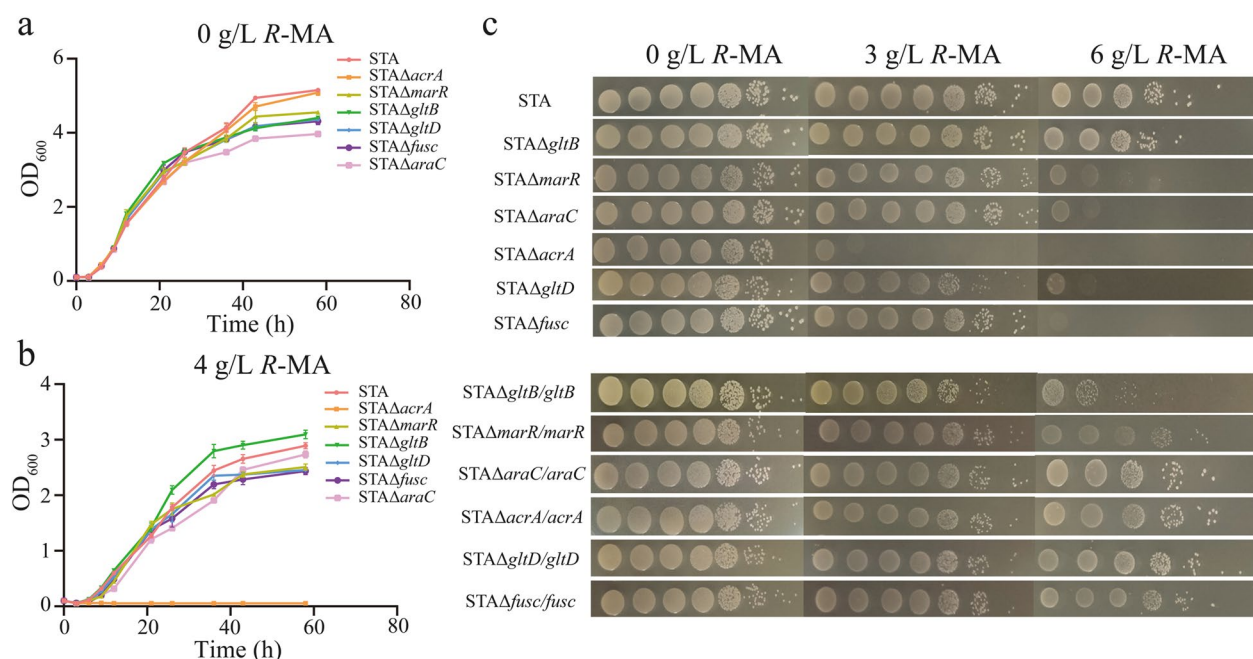 a
0 g/L R-MA
OD600
6
4
2
0
0 20 40 60 80
Time (h)
STA
STAΔacrA
STAΔmarR
STAΔgltB
STAΔgltD
STAΔfusc
STAΔaraC
b
4 g/L R-MA
OD600
4
3
2
1
0
0 20 40 60 80
Time (h)
STA
STAΔacrA
STAΔmarR
STAΔgltB
STAΔgltD
STAΔfusc
STAΔaraC
c
0 g/L R-MA 3 g/L R-MA 6 g/L R-MA
STA
STAΔgltB
STAΔmarR
STAΔaraC
STAΔacrA
STAΔgltD
STAΔfusc
STAΔgltB/gltB
STAΔmarR/marR
STAΔaraC/araC
STAΔacrA/acrA
STAΔgltD/gltD
STAΔfusc/fusc